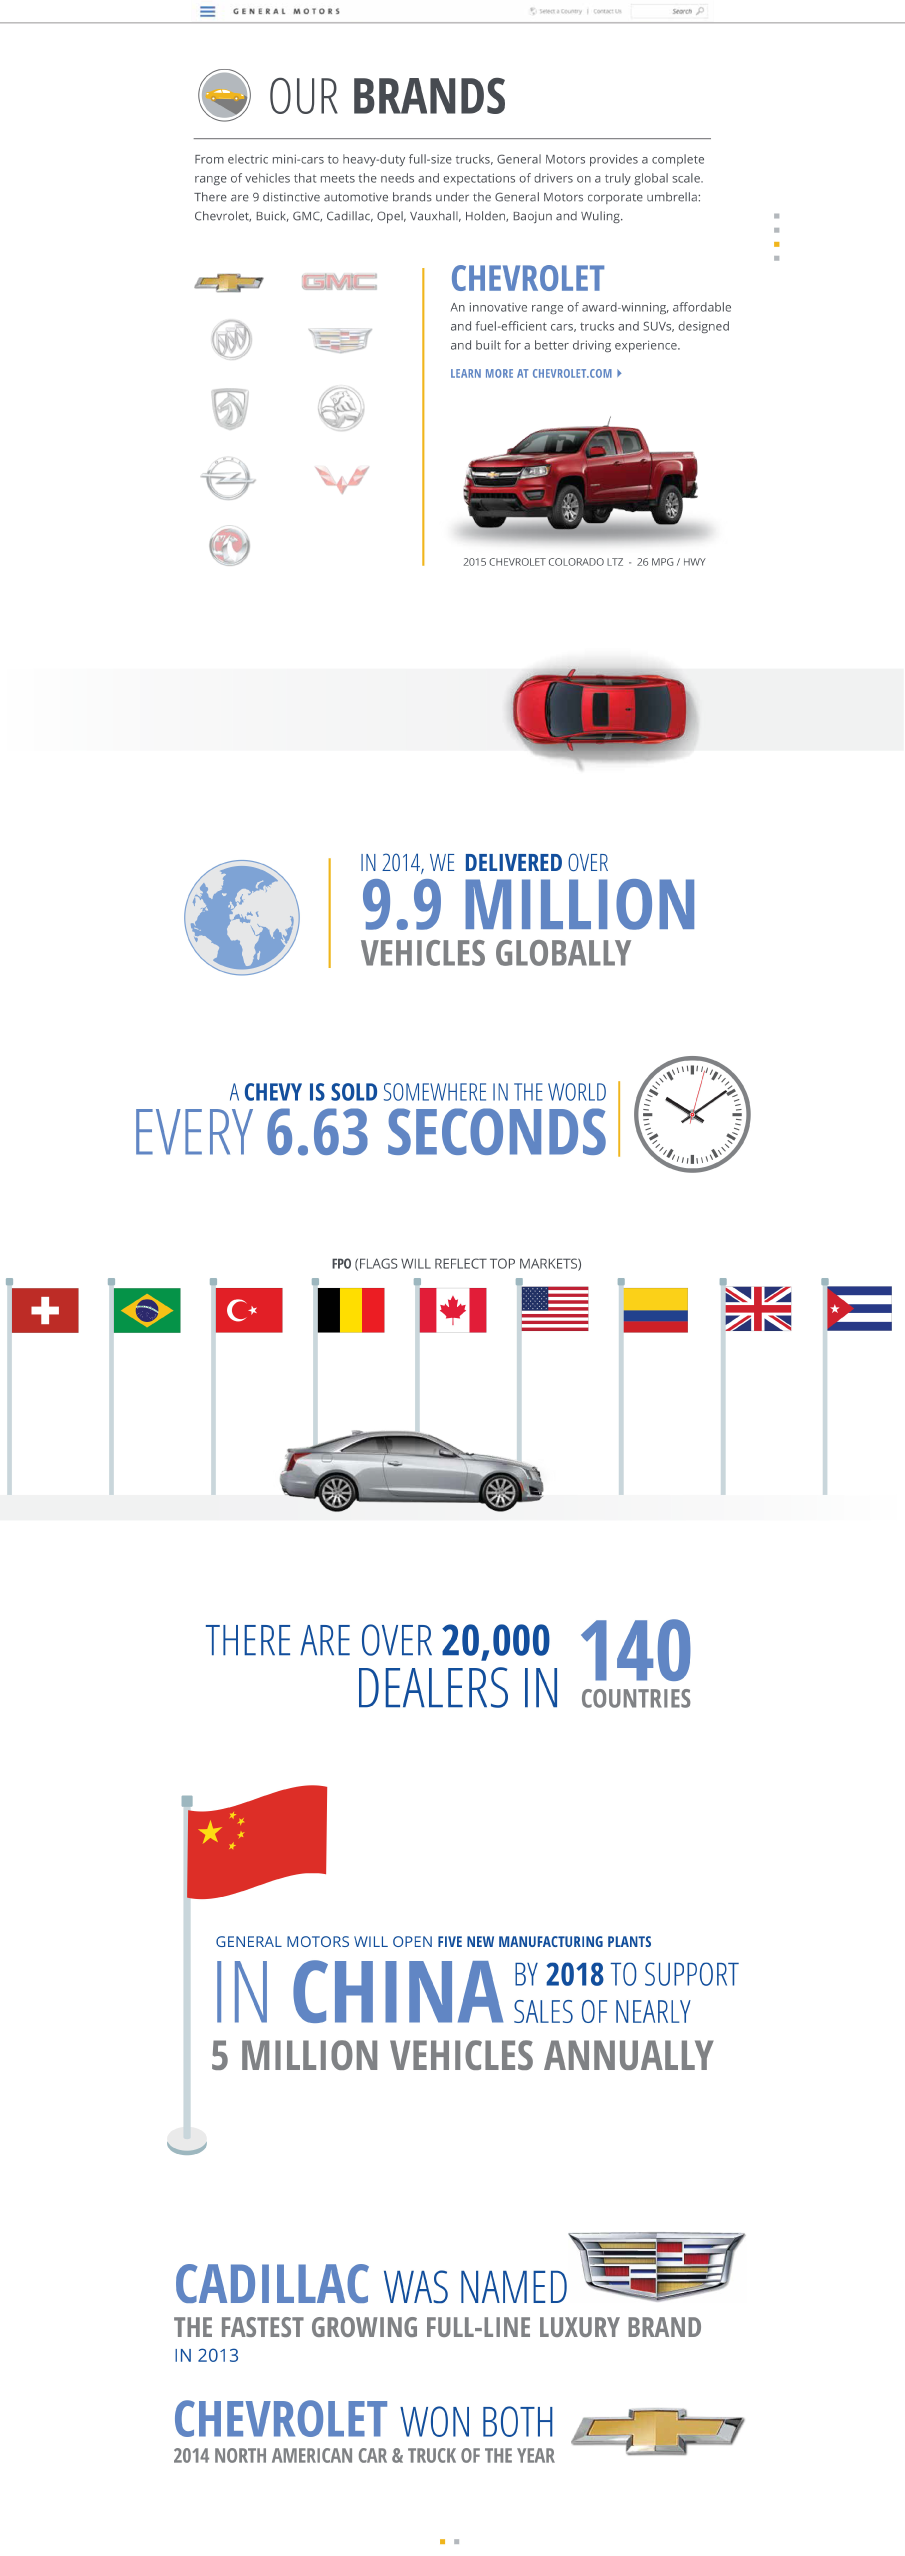 GENERAL MOTORS
Select a Country | Contact Us
Search
OUR BRANDS
From electric mini-cars to heavy-duty full-size trucks, General Motors provides a complete
range of vehicles that meets the needs and expectations of drivers on a truly global scale.
There are 9 distinctive automotive brands under the General Motors corporate umbrella:
Chevrolet, Buick, GMC, Cadillac, Opel, Vauxhall, Holden, Baojun and Wuling.
GMC
CHEVROLET
An innovative range of award-winning, affordable
and fuel-efficient cars, trucks and SUVs, designed
and built for a better driving experience.
LEARN MORE AT CHEVROLET.COM
2015 CHEVROLET COLORADO LTZ - 26 MPG / HWY
IN 2014, WE DELIVERED OVER
9.9 MILLION
VEHICLES GLOBALLY
A CHEVY IS SOLD SOMEWHERE IN THE WORLD
EVERY 6.63 SECONDS
FPO (FLAGS WILL REFLECT TOP MARKETS)
THERE ARE OVER 20,000
DEALERS IN
140
COUNTRIES
GENERAL MOTORS WILL OPEN FIVE NEW MANUFACTURING PLANTS
IN CHINA
BY 2018 TO SUPPORT
SALES OF NEARLY
5 MILLION VEHICLES ANNUALLY
CADILLAC WAS NAMED
THE FASTEST GROWING FULL-LINE LUXURY BRAND
IN 2013
CHEVROLET WON BOTH
2014 NORTH AMERICAN CAR & TRUCK OF THE YEAR